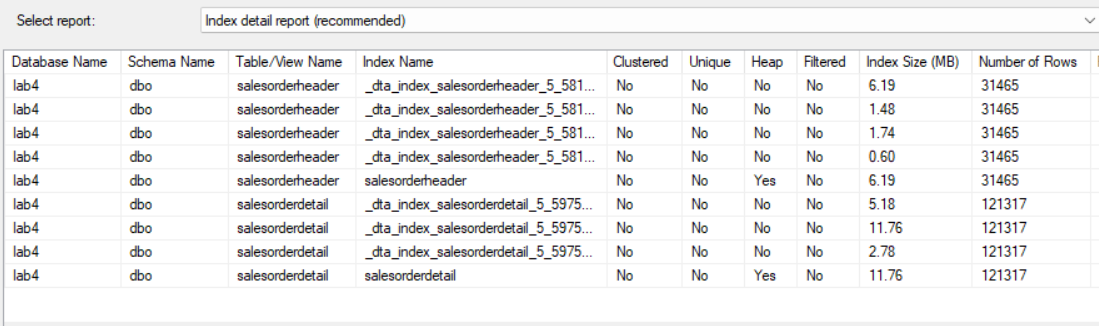 Select report: Index detail report (recommended)
Database Name Schema Name Table/View Name Index Name Clustered Unique Heap Filtered Index Size (MB) Number of Rows
lab4 dbo salesorderheader _dta_index_salesorderheader_5_581... No No No No 6.19 31465
lab4 dbo salesorderheader _dta_index_salesorderheader_5_581... No No No No 1.48 31465
lab4 dbo salesorderheader _dta_index_salesorderheader_5_581... No No No No 1.74 31465
lab4 dbo salesorderheader _dta_index_salesorderheader_5_581... No No No No 0.60 31465
lab4 dbo salesorderheader salesorderheader No No Yes No 6.19 31465
lab4 dbo salesorderdetail _dta_index_salesorderdetail_5_5975... No No No No 5.18 121317
lab4 dbo salesorderdetail _dta_index_salesorderdetail_5_5975... No No No No 11.76 121317
lab4 dbo salesorderdetail _dta_index_salesorderdetail_5_5975... No No No No 2.78 121317
lab4 dbo salesorderdetail salesorderdetail No No Yes No 11.76 121317